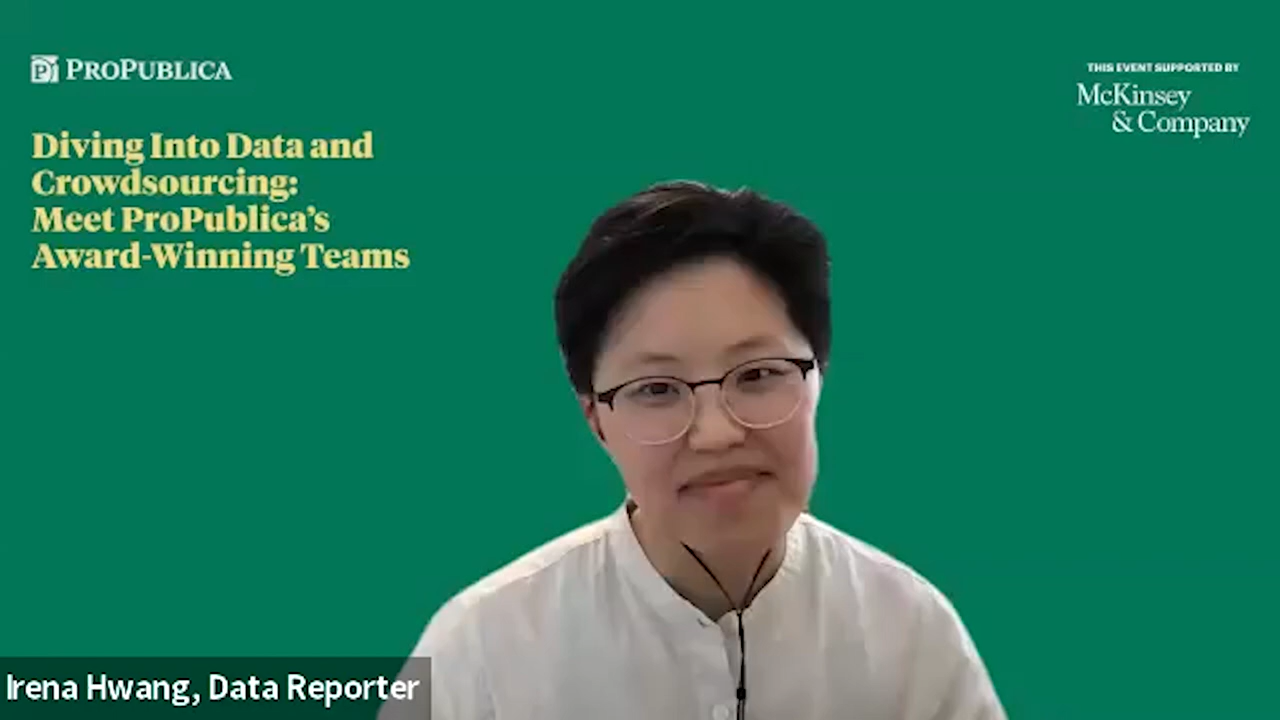 PROPUBLICA
THIS EVENT SUPPORTED BY
McKinsey
& Company
Diving Into Data and
Crowdsourcing:
Meet ProPublica’s
Award-Winning Teams
Irena Hwang, Data Reporter